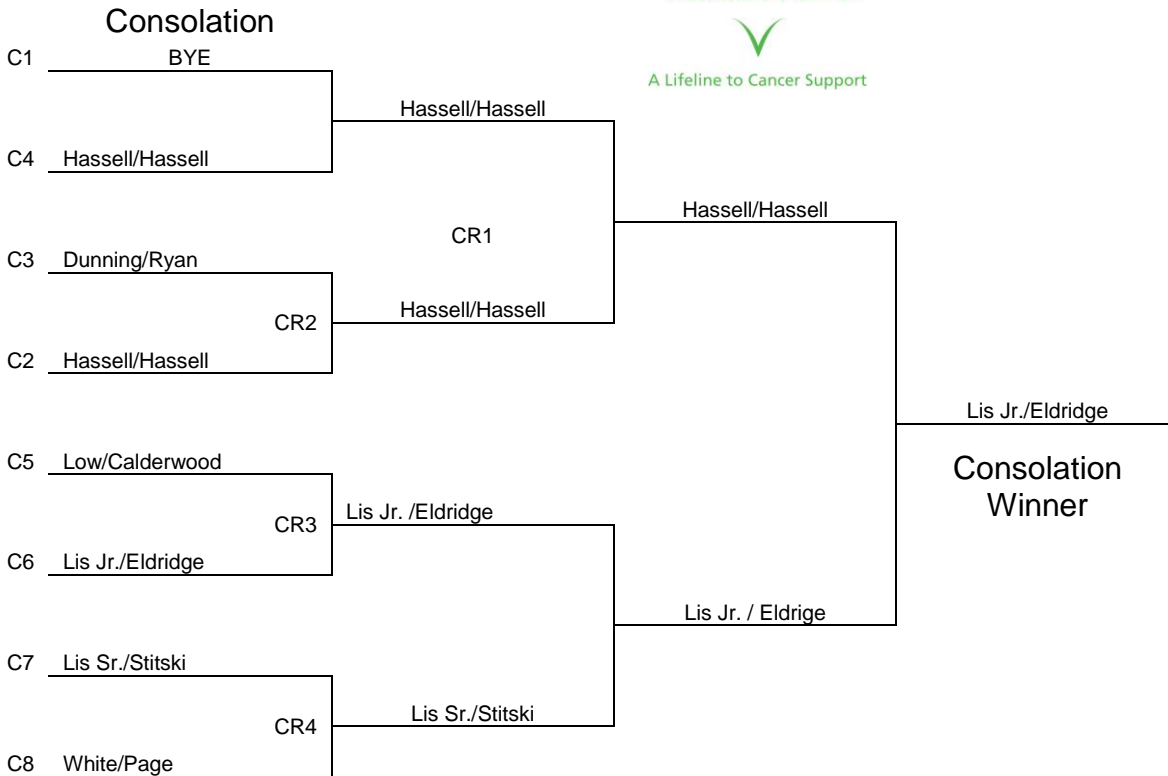 Consolation
C1 BYE
A Lifeline to Cancer Support
Hassell/Hassell
C4 Hassell/Hassell
Hassell/Hassell
CR1
C3 Dunning/Ryan
Hassell/Hassell
CR2
C2 Hassell/Hassell
Lis Jr./Eldridge
C5 Low/Calderwood
Consolation
Winner
Lis Jr. /Eldridge
CR3
C6 Lis Jr./Eldridge
Lis Jr. / Eldrige
C7 Lis Sr./Stitski
Lis Sr./Stitski
CR4
C8 White/Page